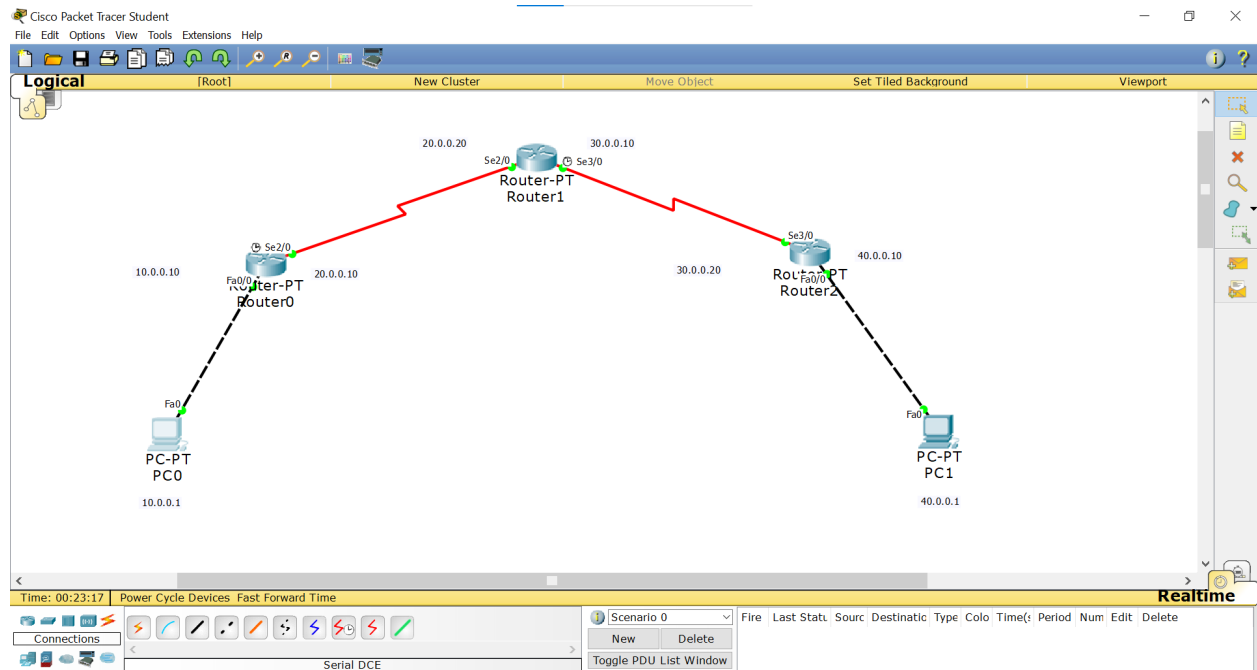 Cisco Packet Tracer Student
File Edit Options View Tools Extensions Help
Logical [Root] New Cluster Move Object Set Tiled Background Viewport
20.0.0.20 30.0.0.10
Se2/0 Se3/0
Router-PT
Router1
Se2/0 Se3/0
10.0.0.10 20.0.0.10 30.0.0.20 40.0.0.10
Fa0/0 Router-PT Router-PT
Router0 Fa0/0 Router2
Fa0 Fa0
PC-PT PC-PT
PC0 PC1
10.0.0.1 40.0.0.1
Time: 00:23:17 Power Cycle Devices Fast Forward Time Realtime
Connections Scenario 0 Fire Last Statu Sourc Destinatic Type Colo Time(s Period Num Edit Delete
New Delete
Serial DCE Toggle PDU List Window